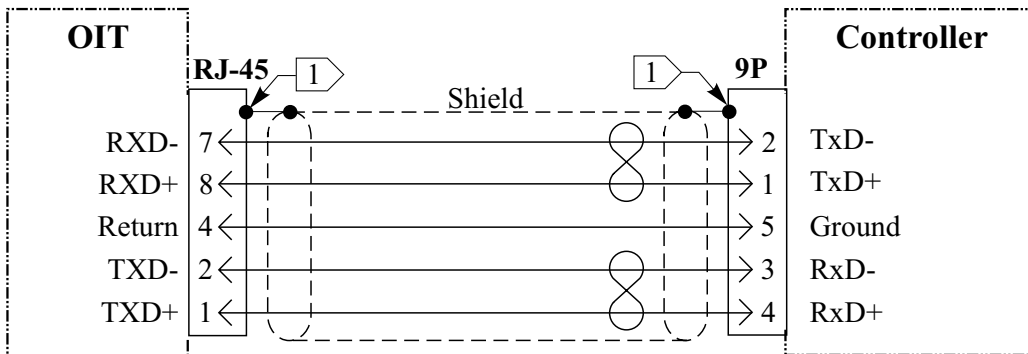 OIT
Controller
RJ-45
1
1
9P
Shield
RXD- 7 2 TxD-
RXD+ 8 1 TxD+
Return 4 5 Ground
TXD- 2 3 RxD-
TXD+ 1 4 RxD+